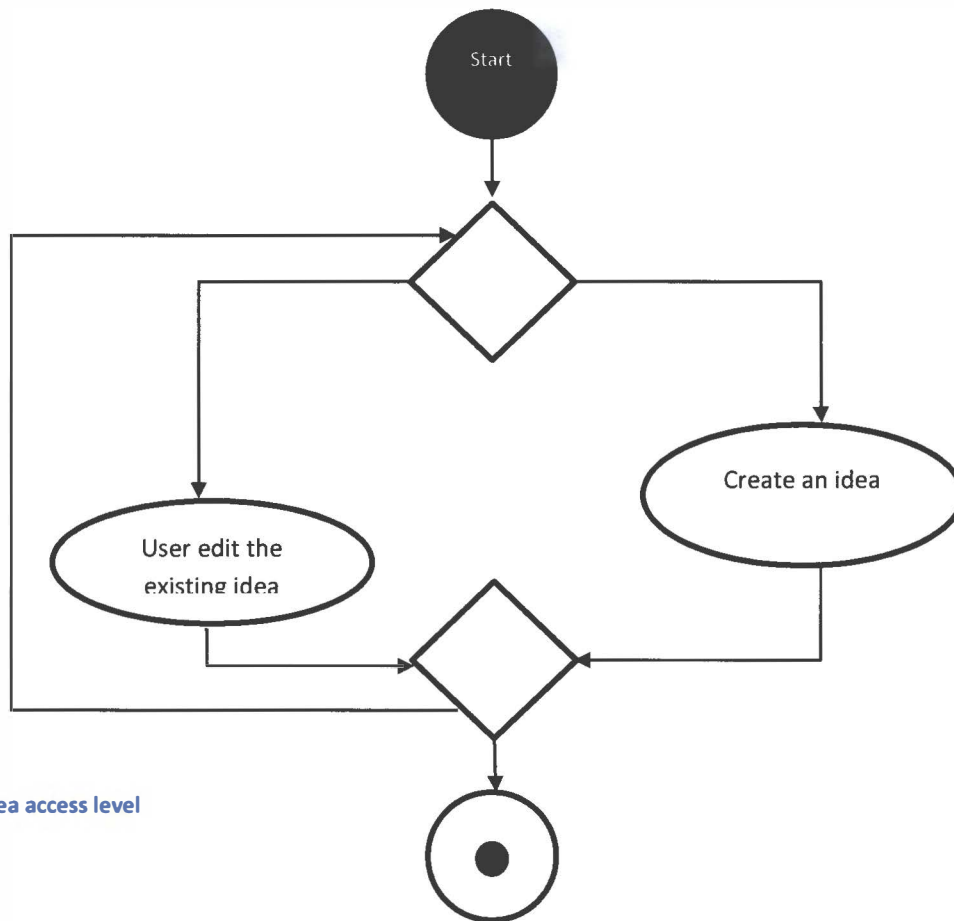 Start
Create an idea
User edit the
existing idea
ea access level